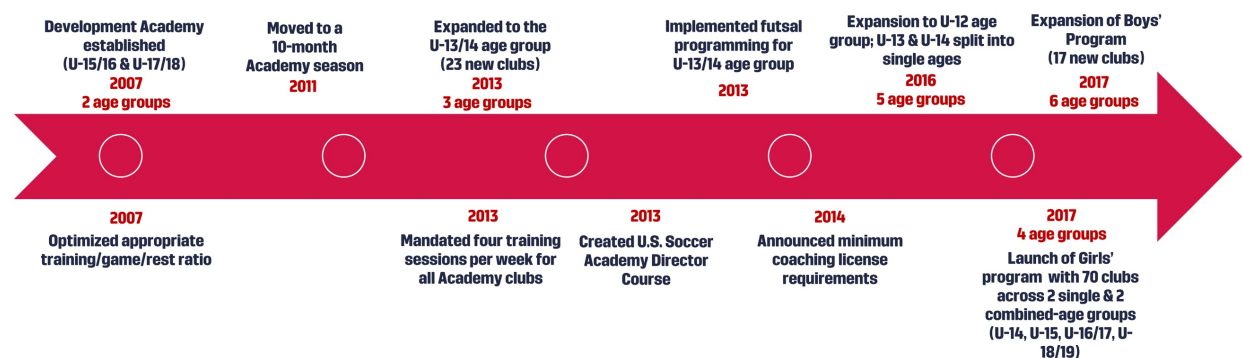 Development Academy
established
(U-15/16 & U-17/18)
2007
2 age groups
Moved to a
10-month
Academy season
2011
Expanded to the
U-13/14 age group
(23 new clubs)
2013
3 age groups
Implemented futsal
programming for
U-13/14 age group
2013
Expansion to U-12 age
group; U-13 & U-14 split into
single ages
2016
5 age groups
Expansion of Boys'
Program
(17 new clubs)
2017
6 age groups
2007
Optimized appropriate
training/game/rest ratio
2013
Mandated four training
sessions per week for
all Academy clubs
2013
Created U.S. Soccer
Academy Director
Course
2014
Announced minimum
coaching license
requirements
2017
4 age groups
Launch of Girls'
program with 70 clubs
across 2 single & 2
combined-age groups
(U-14, U-15, U-16/17, U-
18/19)